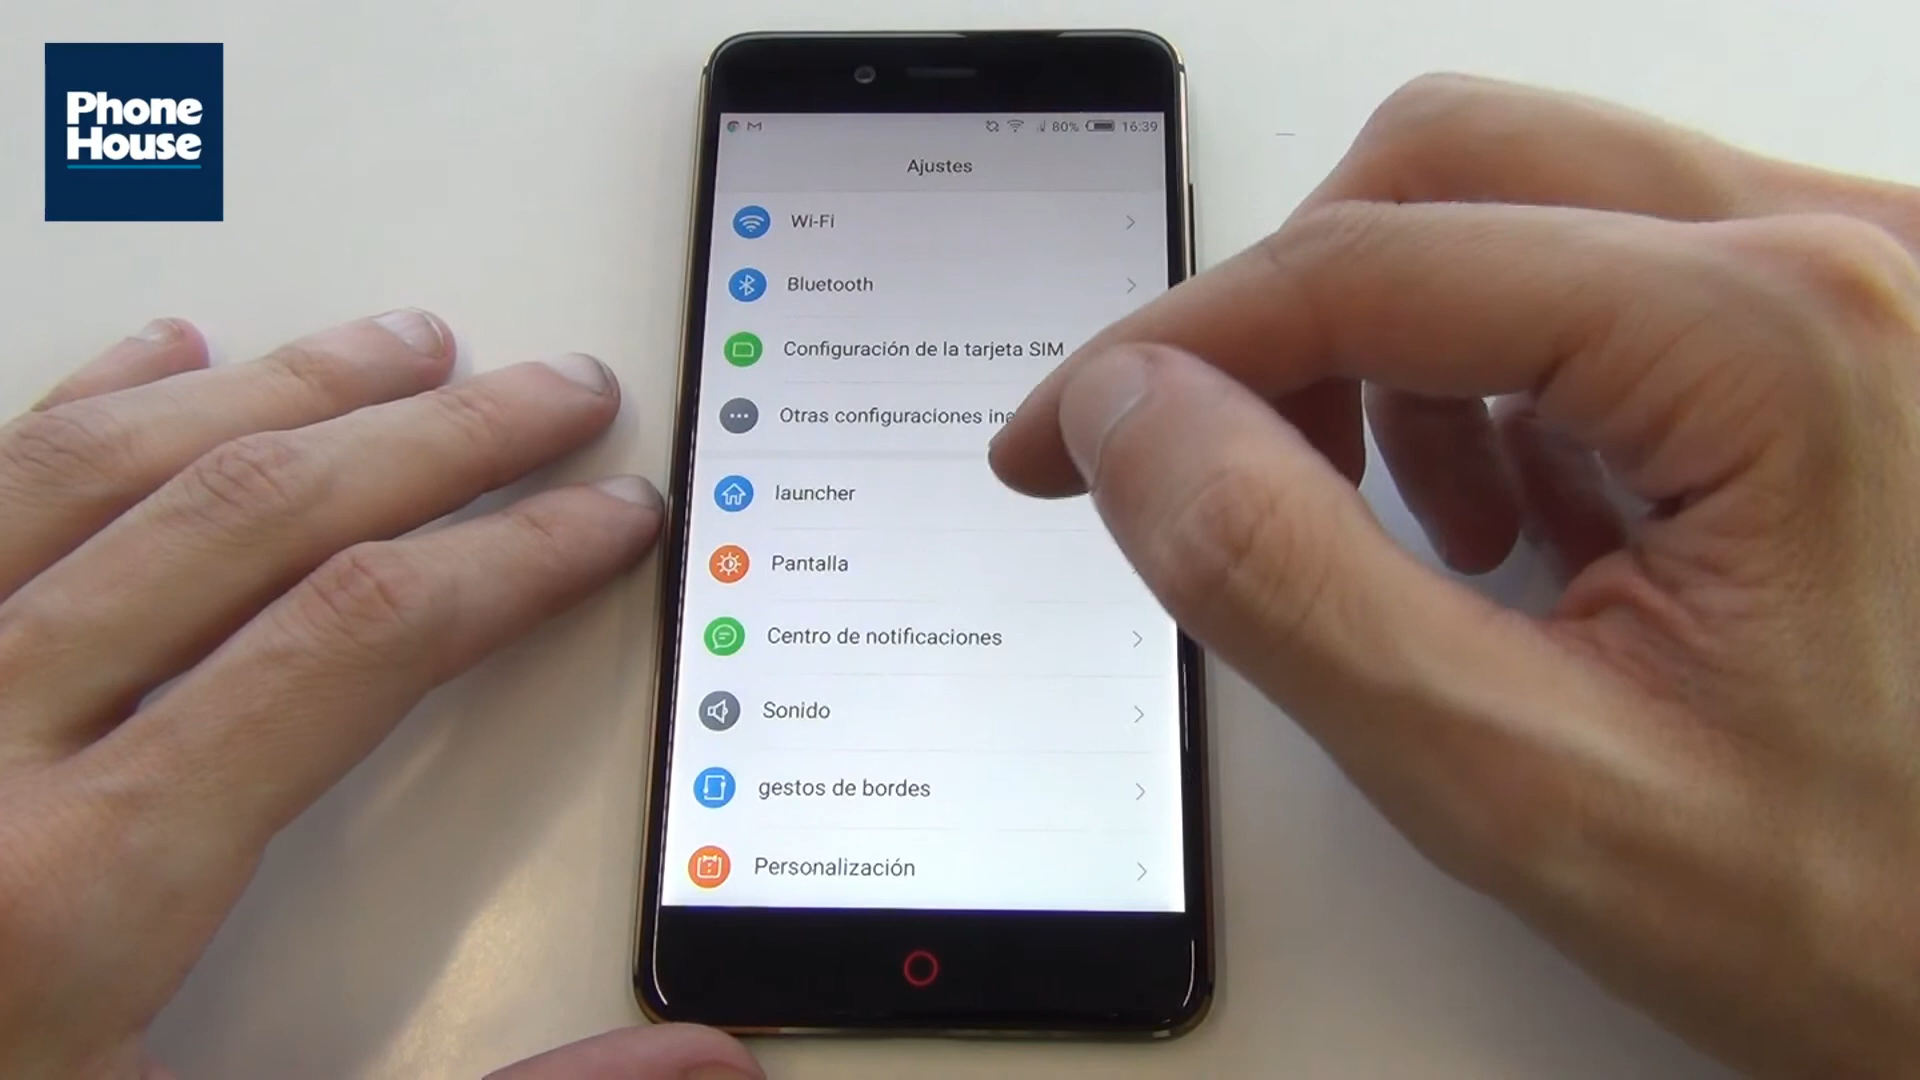 Phone
House
80% 16:39
Ajustes
Wi-Fi
Bluetooth
Configuración de la tarjeta SIM
Otras configuraciones
launcher
Pantalla
Centro de notificaciones
Sonido
gestos de bordes
Personalización